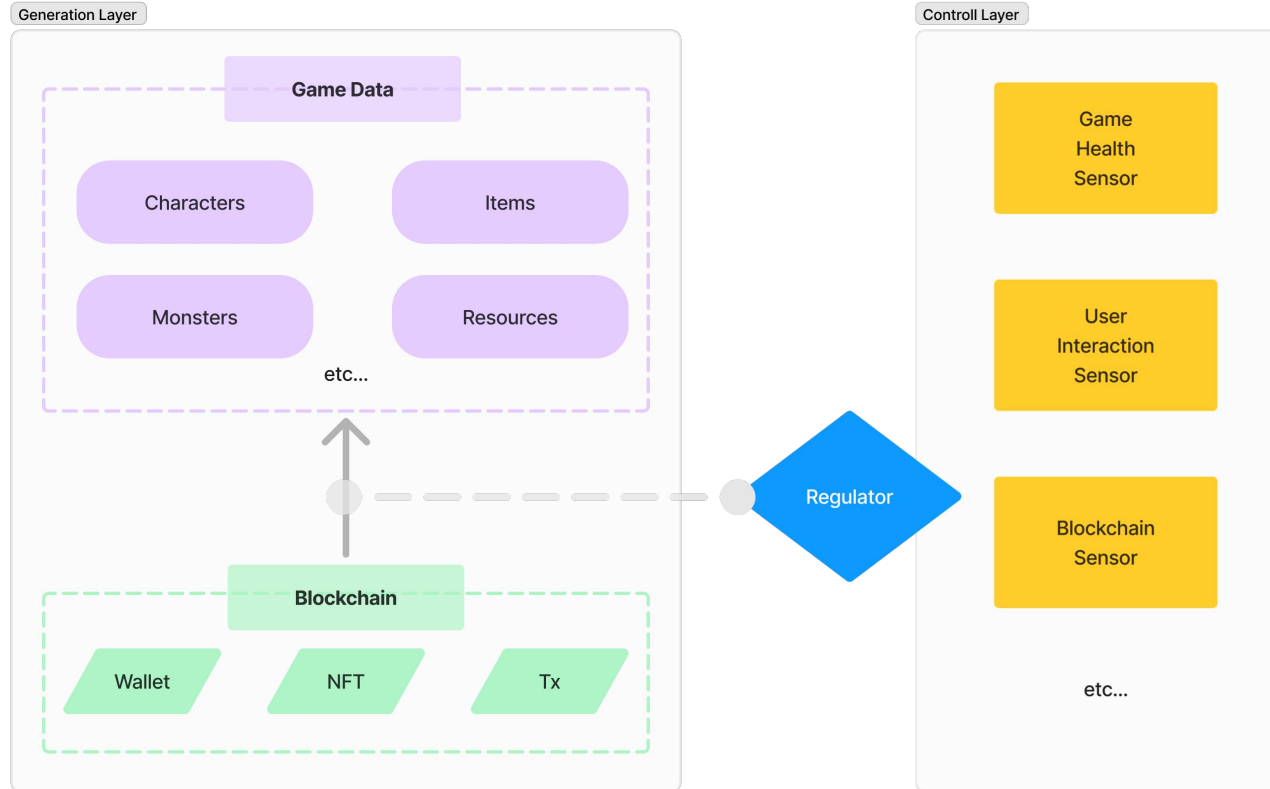 Generation Layer
Game Data
Characters
Items
Monsters
Resources
etc...
Blockchain
Wallet
NFT
Tx
Regulator
Controll Layer
Game
Health
Sensor
User
Interaction
Sensor
Blockchain
Sensor
etc...